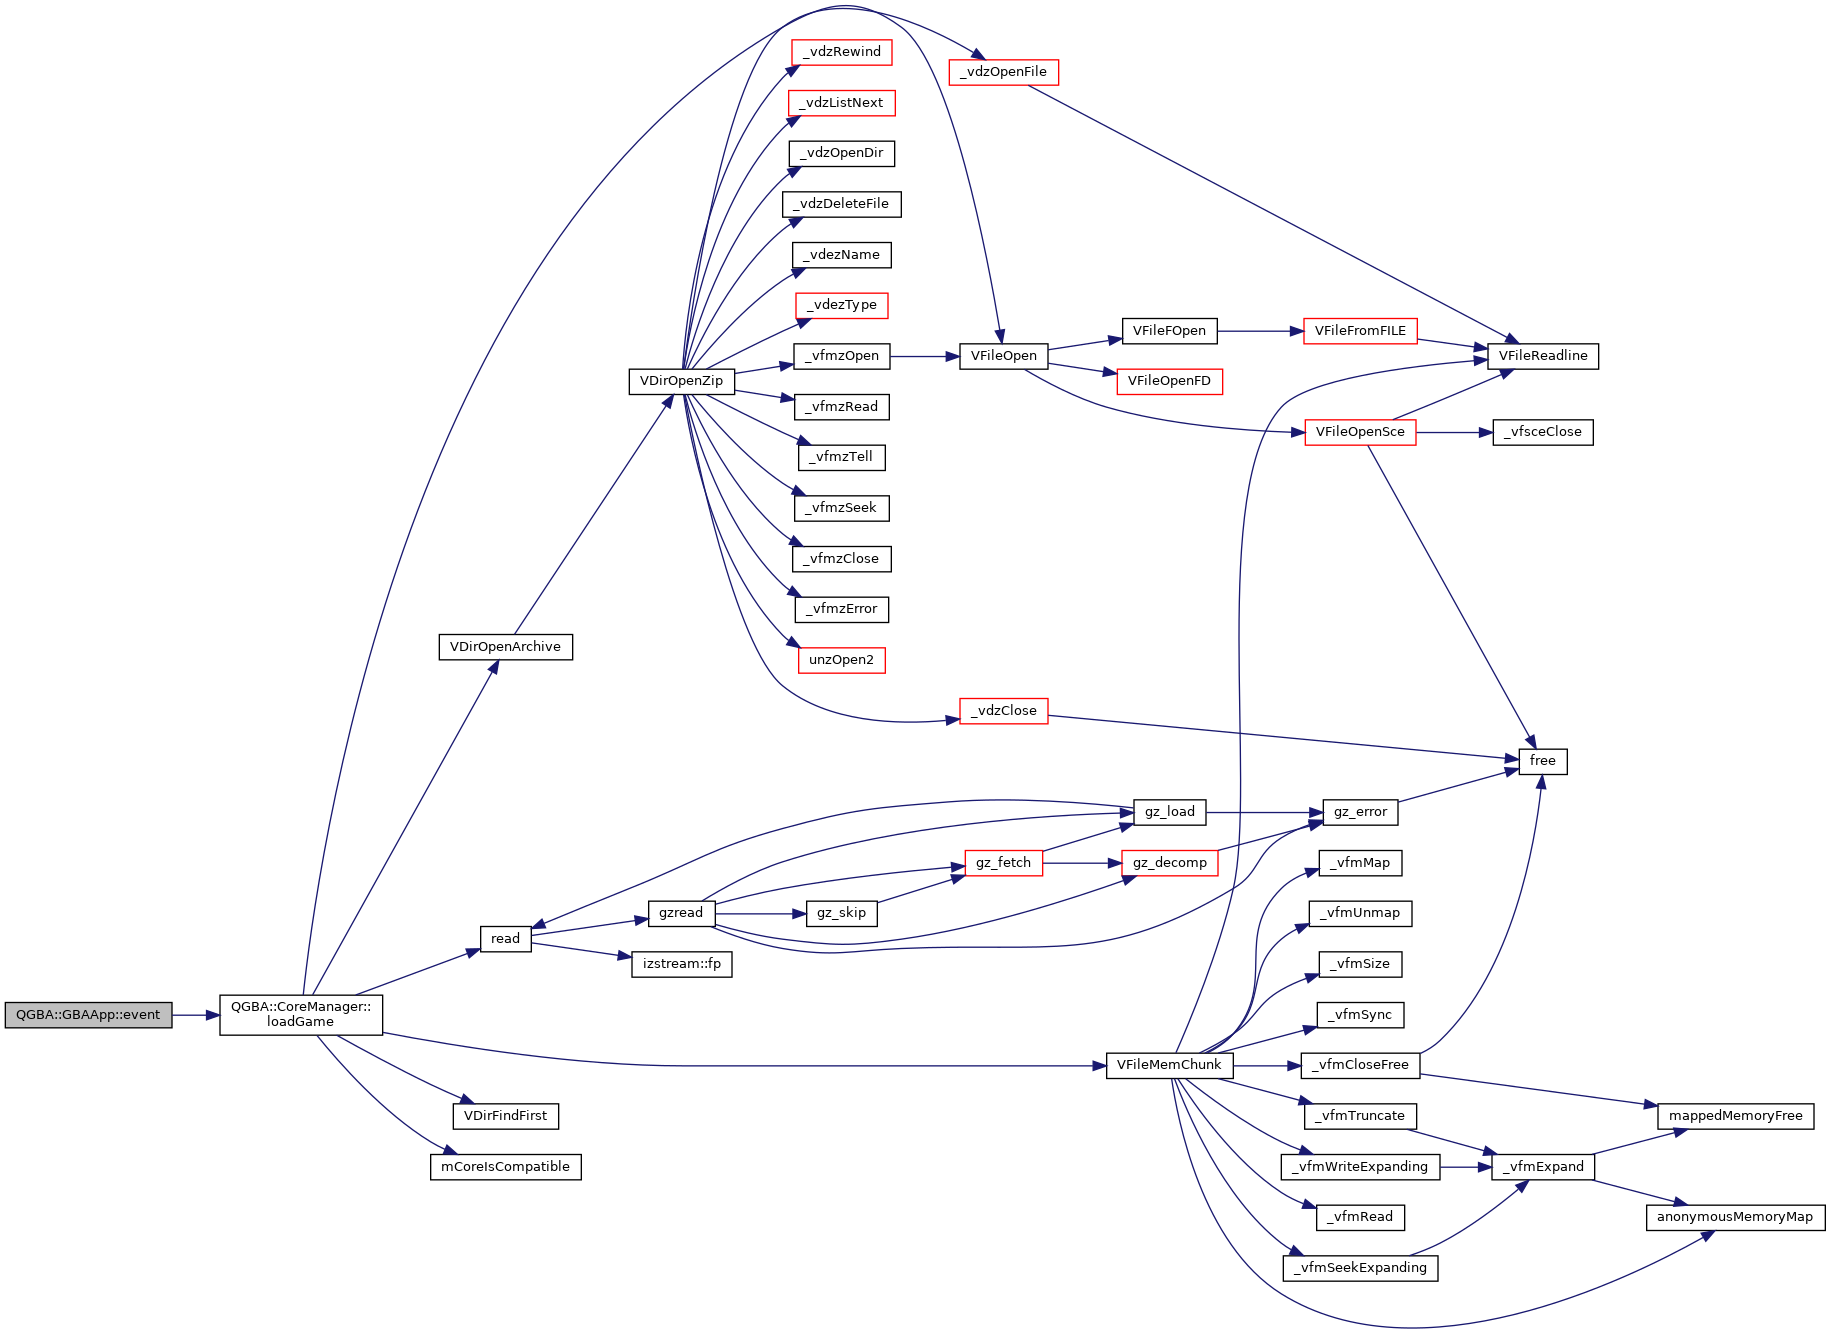 _vdzRewind
_vdzOpenFile
_vdzListNext
_vdzOpenDir
_vdzDeleteFile
_vdezName
_vdezType
VFileFOpen
VFileFromFILE
_vfmzOpen
VFileOpen
VFileReadline
VDirOpenZip
VFileOpenFD
_vfmzRead
VFileOpenSce
_vfsceClose
_vfmzTell
_vfmzSeek
_vfmzClose
_vfmzError
VDirOpenArchive
unzOpen2
_vdzClose
free
gz_load
gz_error
gz_fetch
gz_decomp
_vfmMap
gzread
gz_skip
_vfmUnmap
read
izstream::fp
_vfmSize
QGBA::GBAApp::event
QGBA::CoreManager::
loadGame
_vfmSync
VFileMemChunk
_vfmCloseFree
VDirFindFirst
_vfmTruncate
mappedMemoryFree
mCoreIsCompatible
_vfmWriteExpanding
_vfmExpand
_vfmRead
anonymousMemoryMap
_vfmSeekExpanding